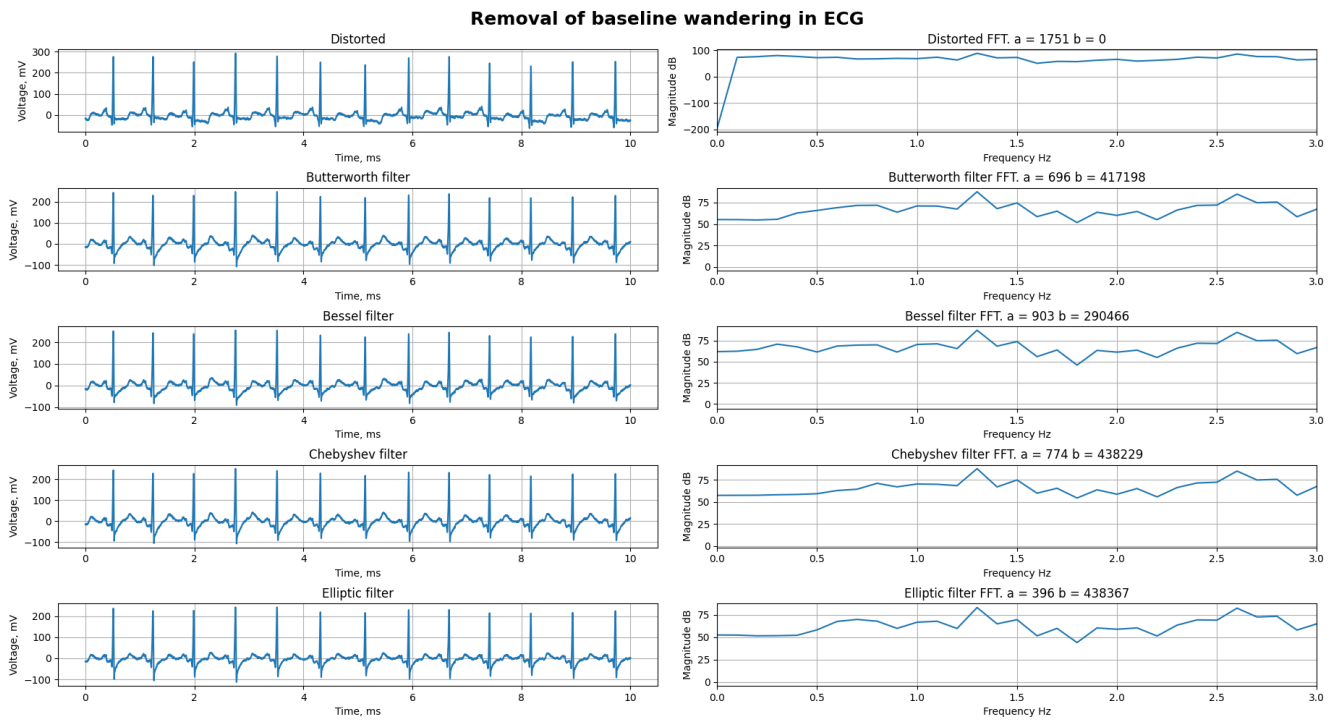 Removal of baseline wandering in ECG
Distorted
Voltage, mV
300
200
100
0
0 2 4 6 8 10
Time, ms
Distorted FFT. a = 1751 b = 0
Magnitude dB
100
0
−100
−200
0.0 0.5 1.0 1.5 2.0 2.5 3.0
Frequency Hz
Butterworth filter
Voltage, mV
200
100
0
−100
0 2 4 6 8 10
Time, ms
Butterworth filter FFT. a = 696 b = 417198
Magnitude dB
75
50
25
0
0.0 0.5 1.0 1.5 2.0 2.5 3.0
Frequency Hz
Bessel filter
Voltage, mV
200
100
0
−100
0 2 4 6 8 10
Time, ms
Bessel filter FFT. a = 903 b = 290466
Magnitude dB
75
50
25
0
0.0 0.5 1.0 1.5 2.0 2.5 3.0
Frequency Hz
Chebyshev filter
Voltage, mV
200
100
0
−100
0 2 4 6 8 10
Time, ms
Chebyshev filter FFT. a = 774 b = 438229
Magnitude dB
75
50
25
0
0.0 0.5 1.0 1.5 2.0 2.5 3.0
Frequency Hz
Elliptic filter
Voltage, mV
200
100
0
−100
0 2 4 6 8 10
Time, ms
Elliptic filter FFT. a = 396 b = 438367
Magnitude dB
75
50
25
0
0.0 0.5 1.0 1.5 2.0 2.5 3.0
Frequency Hz